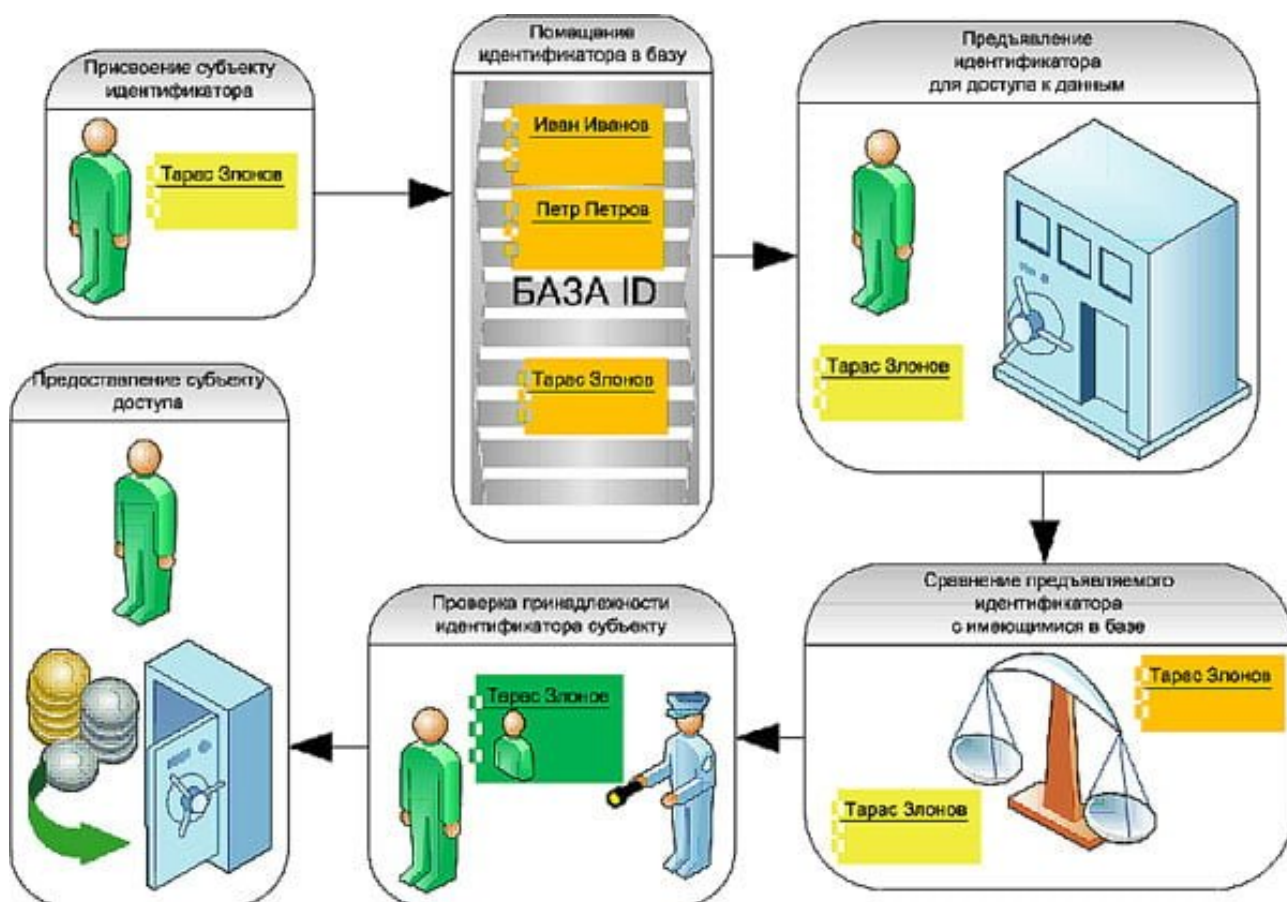 Присвоение субъекту
идентификатора
Тарас Злонов
Помещение
идентификатора в базу
Иван Иванов
Петр Петров
БАЗА ID
Тарас Злонов
Предъявление
идентификатора
для доступа к данным
Тарас Злонов
Сравнение предъявляемого
идентификатора
с имеющимися в базе
Тарас Злонов
Тарас Злонов
Проверка принадлежности
идентификатора субъекту
Тарас Злонов
Предоставление субъекту
доступа